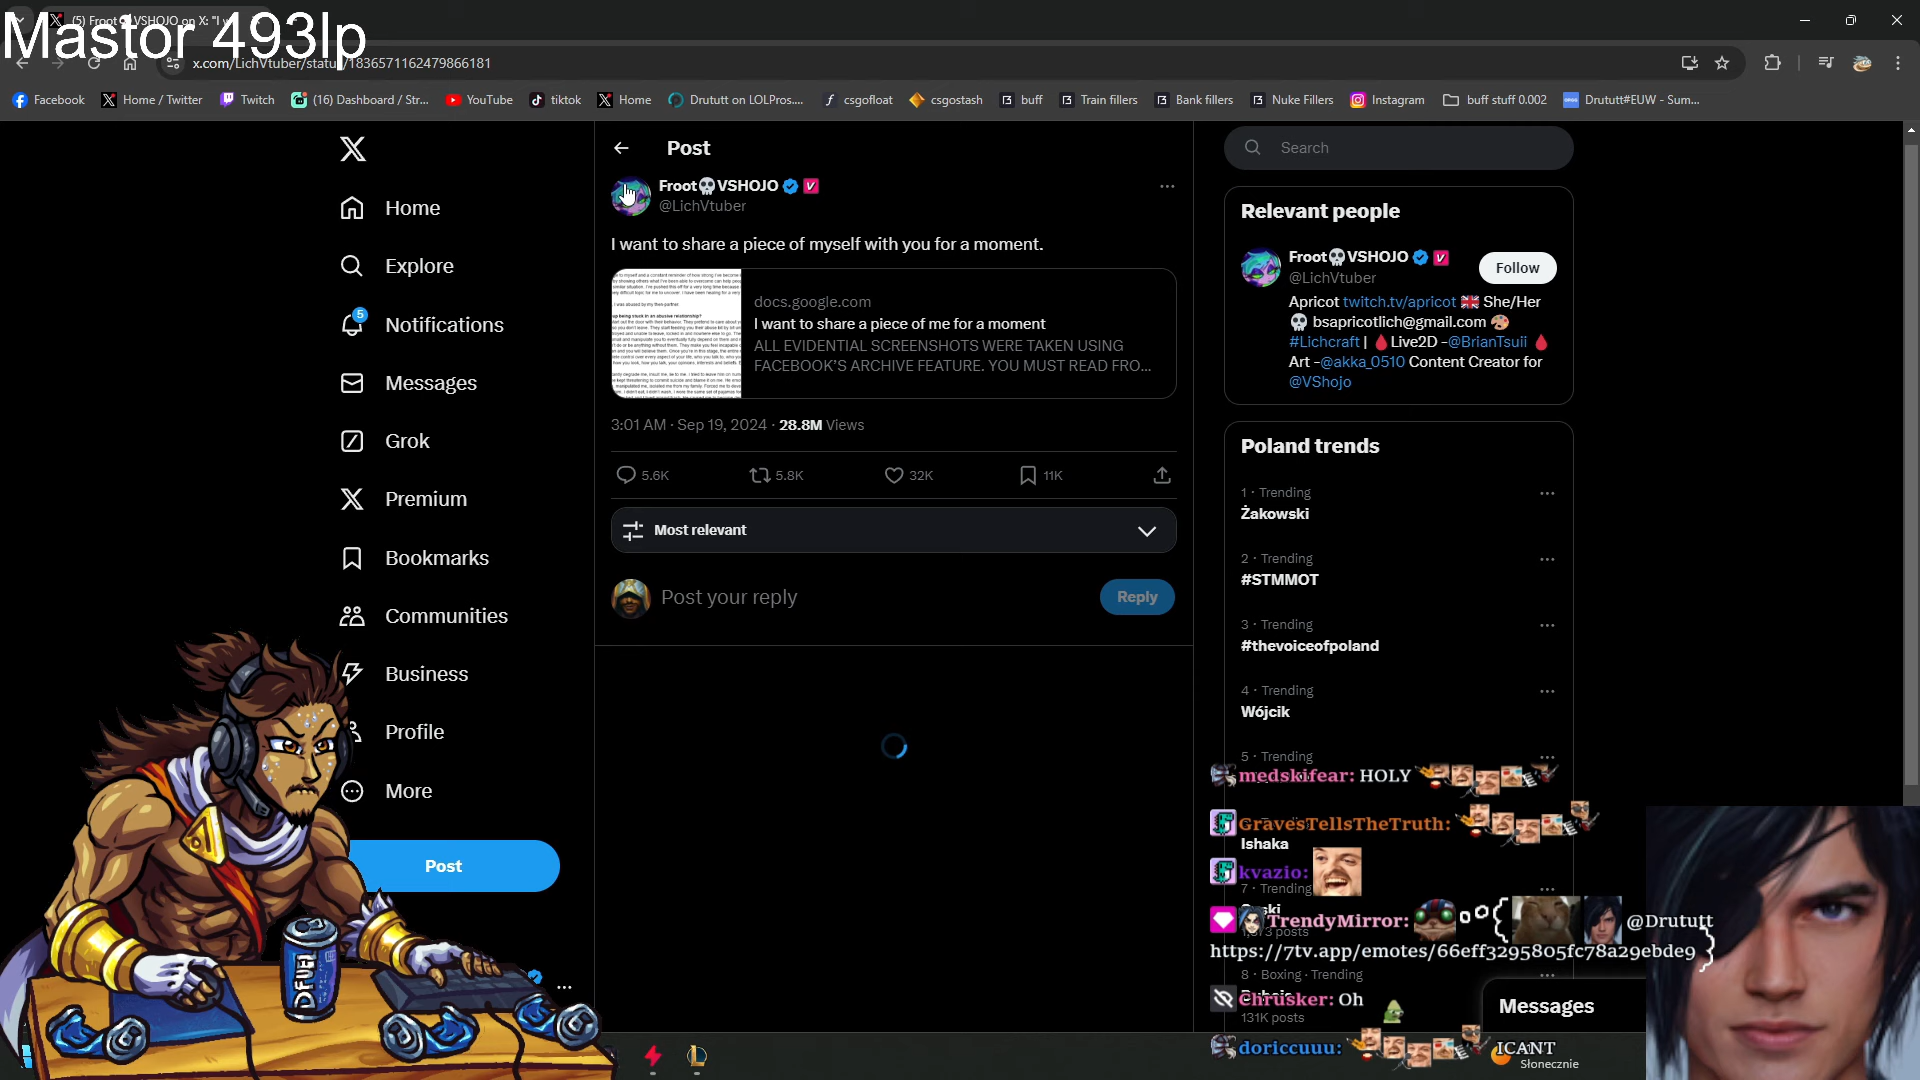 (5) Froot💀VSHOJO on X: "I w
Mastor 493lp
x.com/LichVtuber/status/1836571162479866181
Facebook
Home / Twitter
Twitch
(16) Dashboard / Str...
YouTube
tiktok
Home
Drututt on LOLPros....
csgofloat
csgostash
buff
Train fillers
Bank fillers
Nuke Fillers
Instagram
buff stuff 0.002
Drututt#EUW - Sum...
Home
Explore
5
Notifications
Messages
Grok
Premium
Bookmarks
Communities
Business
Profile
More
Post
DFUEL
Post
Froot💀VSHOJO
@LichVtuber
I want to share a piece of myself with you for a moment.
docs.google.com
I want to share a piece of me for a moment
ALL EVIDENTIAL SCREENSHOTS WERE TAKEN USING
FACEBOOK'S ARCHIVE FEATURE. YOU MUST READ FRO...
3:01 AM · Sep 19, 2024 · 28.8M Views
5.6K
5.8K
32K
11K
Most relevant
Post your reply
Reply
Search
Relevant people
Froot💀VSHOJO
@LichVtuber
Follow
Apricot twitch.tv/apricot 🇬🇧 She/Her
💀 bsapricotlich@gmail.com 🎨
#Lichcraft | 🩸Live2D -@BrianTsuii 🩸
Art -@akka_0510 Content Creator for
@VShojo
Poland trends
1 · Trending
Żakowski
2 · Trending
#STMMOT
3 · Trending
#thevoiceofpoland
4 · Trending
Wójcik
5 · Trending
medskifear: HOLY
GravesTellsTheTruth:
Ishaka
kvazio:
7 · Trending
TrendyMirror: @Drututt
https://7tv.app/emotes/66eff3295805fc78a29ebde9
8 · Boxing · Trending
Chrusker: Oh
131K posts
Messages
doriccuuu: ICANT
Słonecznie